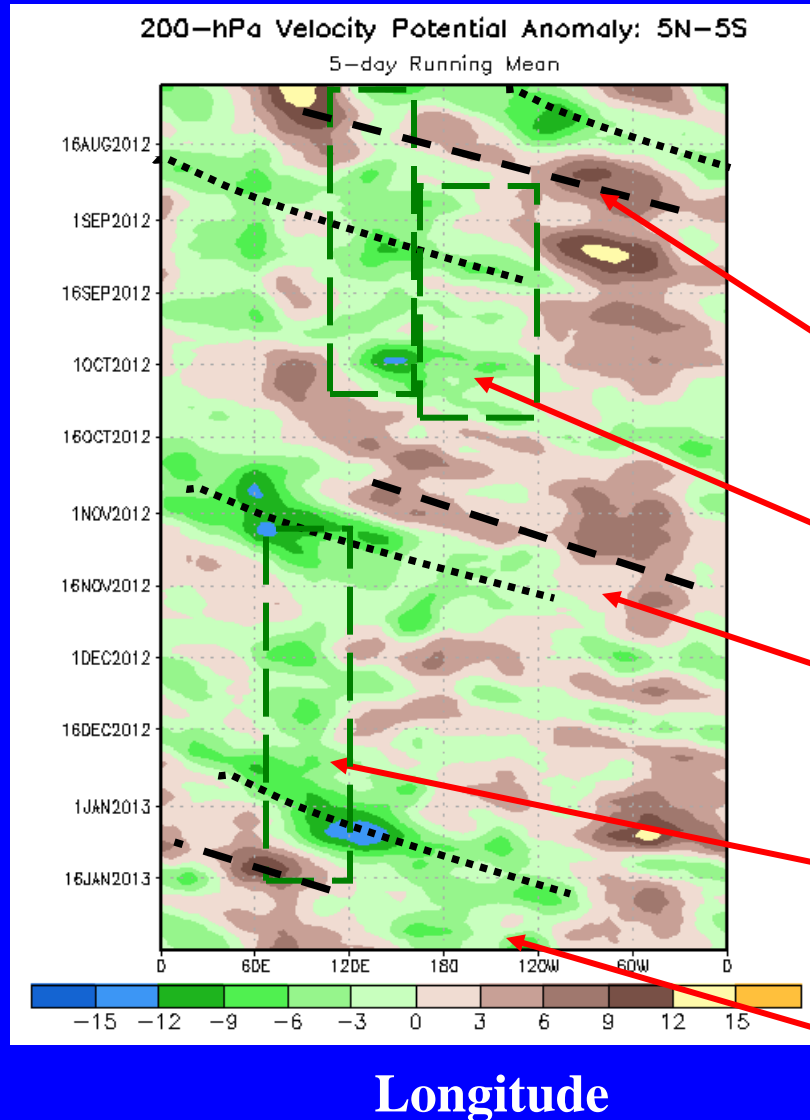 200-hPa Velocity Potential Anomaly: 5N-5S
5-day Running Mean
16AUG2012
1SEP2012
16SEP2012
1OCT2012
16OCT2012
1NOV2012
16NOV2012
1DEC2012
16DEC2012
1JAN2013
16JAN2013
0 60E 120E 180 120W 60W 0
-15 -12 -9 -6 -3 0 3 6 9 12 15
Longitude